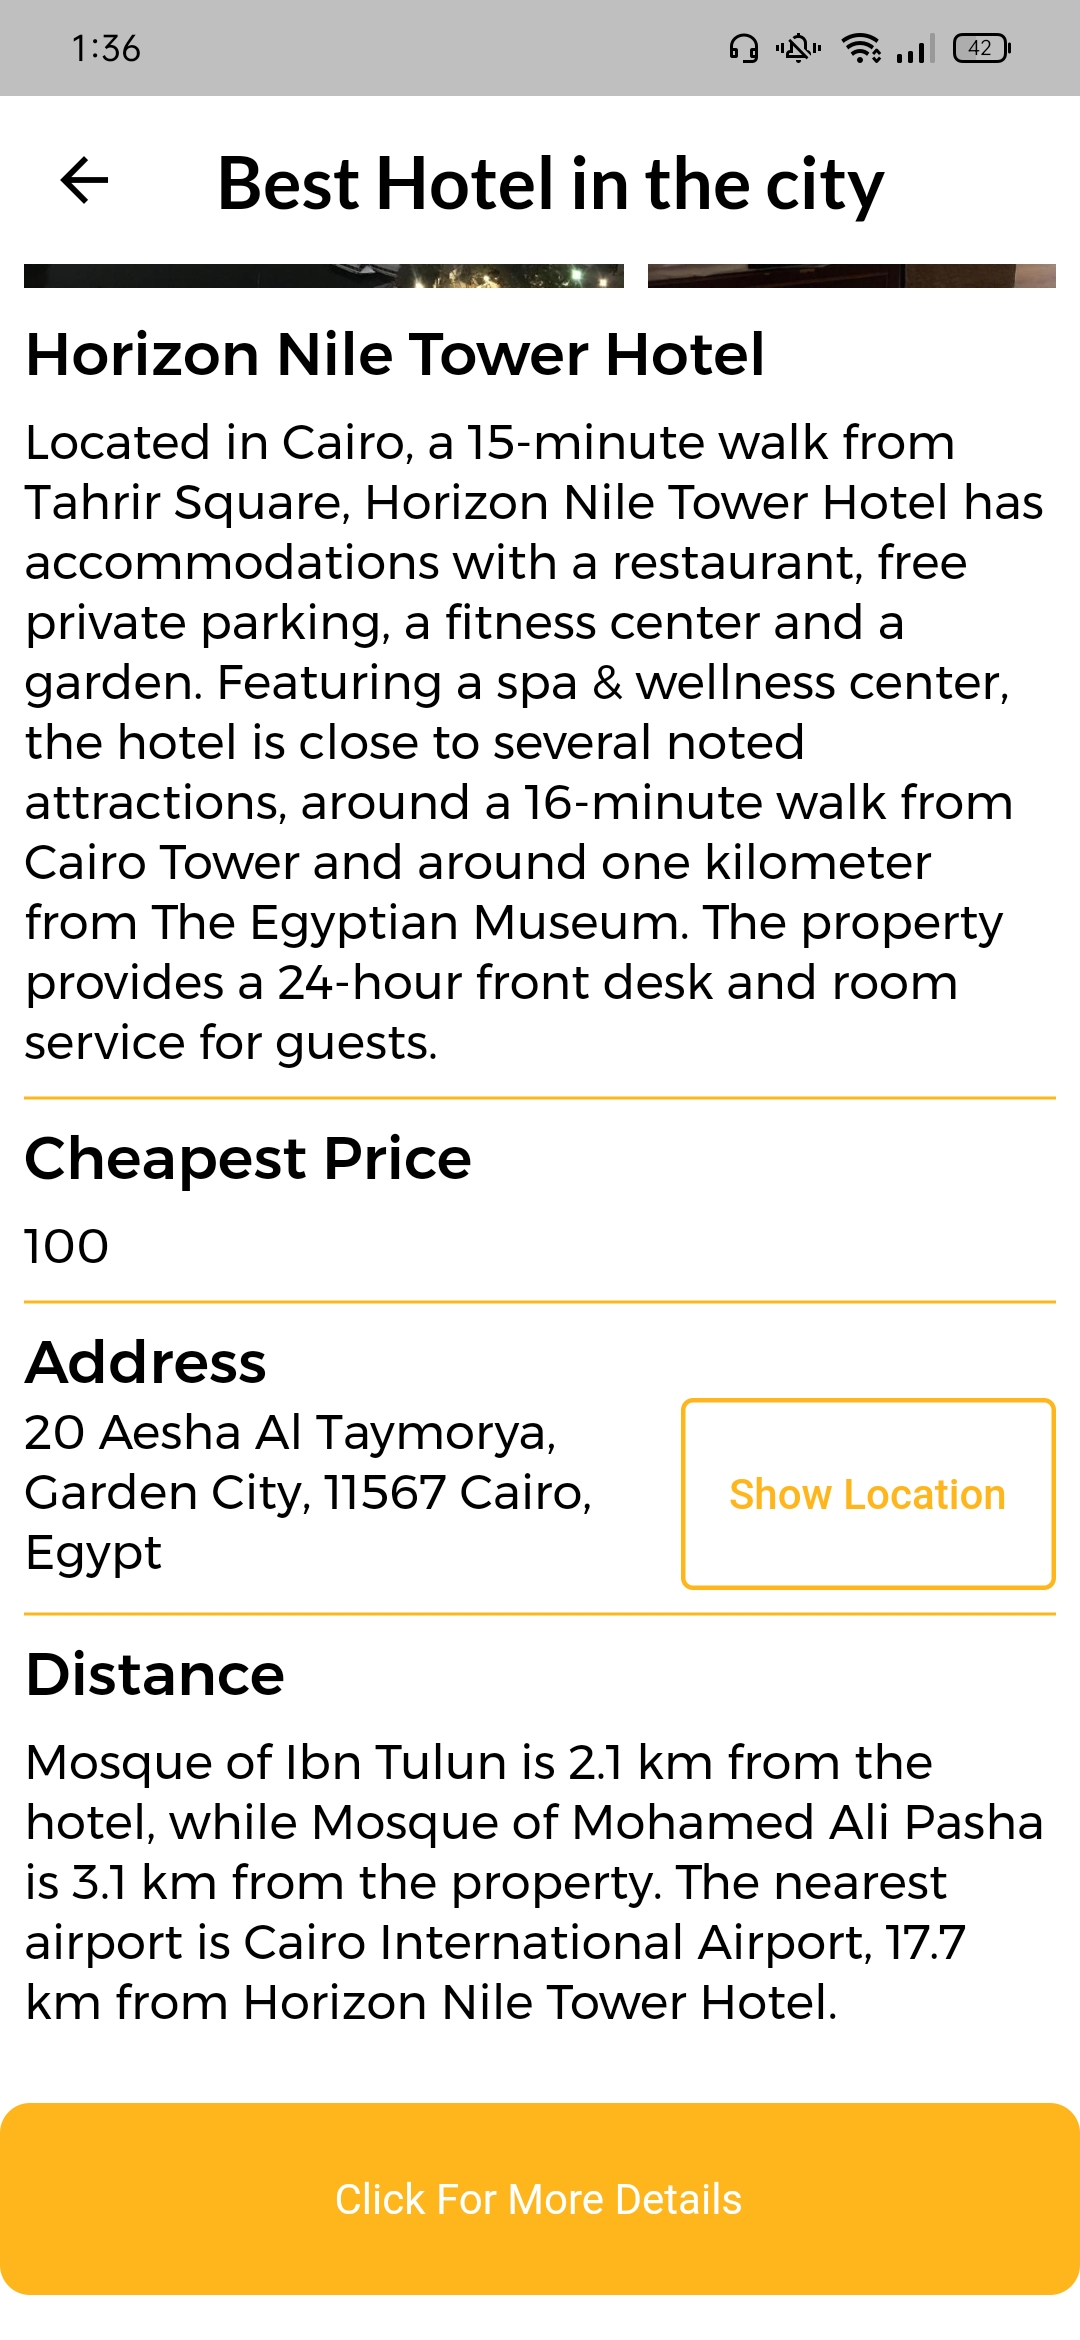 1:36
42
Best Hotel in the city
Horizon Nile Tower Hotel
Located in Cairo, a 15-minute walk from
Tahrir Square, Horizon Nile Tower Hotel has
accommodations with a restaurant, free
private parking, a fitness center and a
garden. Featuring a spa & wellness center,
the hotel is close to several noted
attractions, around a 16-minute walk from
Cairo Tower and around one kilometer
from The Egyptian Museum. The property
provides a 24-hour front desk and room
service for guests.
Cheapest Price
100
Address
20 Aesha Al Taymorya,
Garden City, 11567 Cairo,
Egypt
Show Location
Distance
Mosque of Ibn Tulun is 2.1 km from the
hotel, while Mosque of Mohamed Ali Pasha
is 3.1 km from the property. The nearest
airport is Cairo International Airport, 17.7
km from Horizon Nile Tower Hotel.
Click For More Details